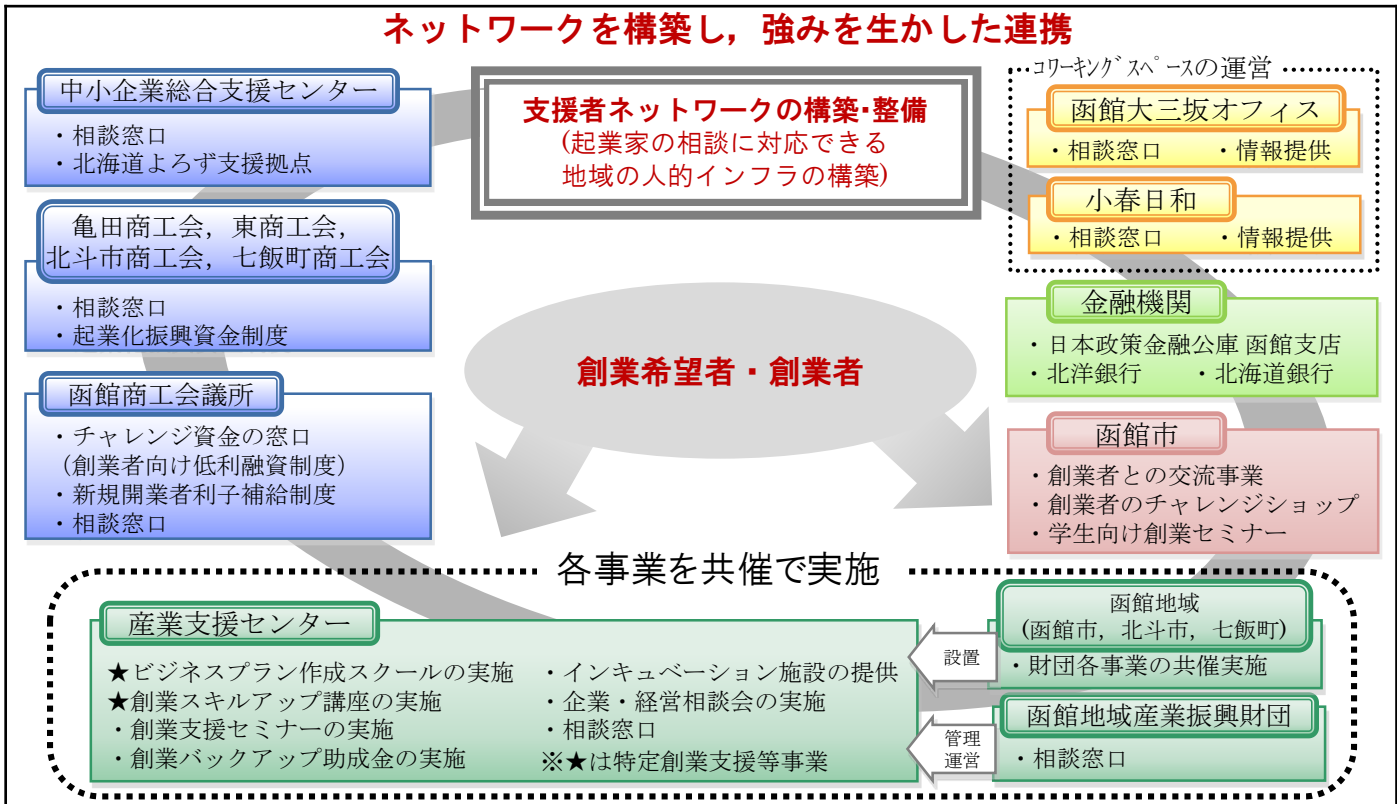 ネットワークを構築し，強みを生かした連携
中小企業総合支援センター
・相談窓口
・北海道よろず支援拠点
亀田商工会，東商工会，
北斗市商工会，七飯町商工会
・相談窓口
・起業化振興資金制度
函館商工会議所
・チャレンジ資金の窓口
（創業者向け低利融資制度）
・新規開業者利子補給制度
・相談窓口
支援者ネットワークの構築・整備
(起業家の相談に対応できる
地域の人的インフラの構築)
創業希望者・創業者
コワーキングスペースの運営
函館大三坂オフィス
・相談窓口　・情報提供
小春日和
・相談窓口　・情報提供
金融機関
・日本政策金融公庫 函館支店
・北洋銀行　・北海道銀行
函館市
・創業者との交流事業
・創業者のチャレンジショップ
・学生向け創業セミナー
各事業を共催で実施
産業支援センター
★ビジネスプラン作成スクールの実施
★創業スキルアップ講座の実施
・創業支援セミナーの実施
・創業バックアップ助成金の実施
・インキュベーション施設の提供
・企業・経営相談会の実施
・相談窓口
※★は特定創業支援等事業
設置
管理
運営
函館地域
(函館市，北斗市，七飯町)
・財団各事業の共催実施
函館地域産業振興財団
・相談窓口